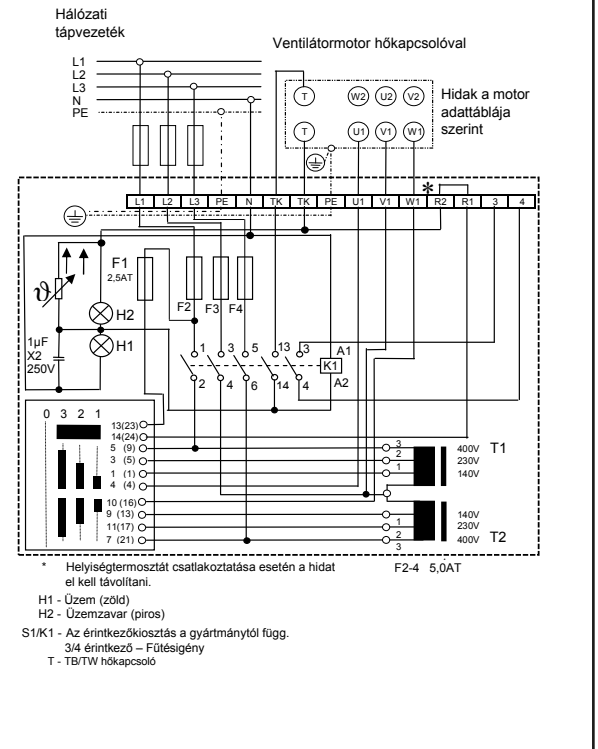 Hálózati
tápvezeték
Ventilátormotor hőkapcsolóval
L1
L2
L3
N
PE
T W2 U2 V2
Hidak a motor
adattáblája
szerint
T U1 V1 W1
*
L1 L2 L3 PE N TK TK PE U1 V1 W1 R2 R1 3 4
F1
2,5AT
ϑ
H2
F2 F3 F4
H1
1µF
X2
250V
1 3 5 13 3 A1
K1
2 4 6 14 4 A2
0 3 2 1
13(23)
14(24)
5 (9) 3 400V T1
3 (5) 2 230V
1 (1) 1 140V
4 (4)
10 (16)
9 (13) 140V
11(17) 1 230V
7 (21) 2 400V T2
3
* Helyiségtermosztát csatlakoztatása esetén a hidat
el kell távolítani.
F2-4 5,0AT
H1 - Üzem (zöld)
H2 - Üzemzavar (piros)
S1/K1 - Az érintkezőkiosztás a gyártmánytól függ.
3/4 érintkező – Fűtésigény
T - TB/TW hőkapcsoló